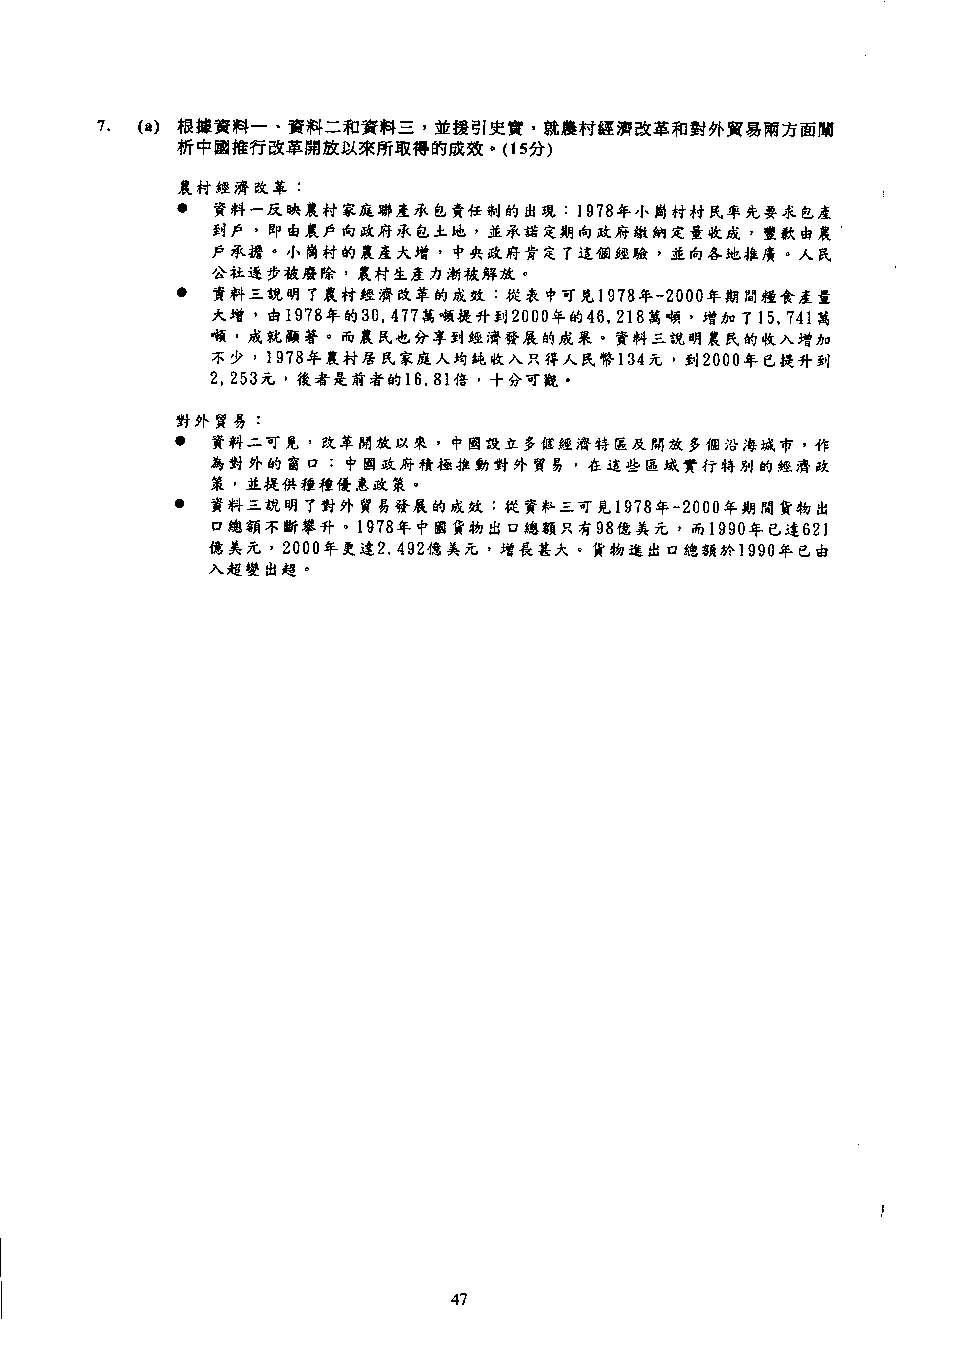 7. (a) 根據資料一、資料二和資料三，並援引史實，就農村經濟改革和對外貿易兩方面闡
析中國推行改革開放以來所取得的成效。(15分)
農村經濟改革：
● 資料一反映農村家庭聯產承包責任制的出現：1978年小崗村村民率先要求包產
到戶，即由農戶向政府承包土地，並承諾定期向政府繳納定量收成，豐歉由農
戶承擔。小崗村的農產大增，中央政府肯定了這個經驗，並向各地推廣。人民
公社逐步被廢除，農村生產力漸被解放。
● 資料三說明了農村經濟改革的成效：從表中可見1978年-2000年期間糧食產量
大增，由1978年的30,477萬噸提升到2000年的46,218萬噸，增加了15,741萬
噸，成就顯著。而農民也分享到經濟發展的成果。資料三說明農民的收入增加
不少，1978年農村居民家庭人均純收入只得人民幣134元，到2000年已提升到
2,253元，後者是前者的16.81倍，十分可觀。
對外貿易：
● 資料二可見，改革開放以來，中國設立多個經濟特區及開放多個沿海城市，作
為對外的窗口；中國政府積極推動對外貿易，在這些區域實行特別的經濟政
策，並提供種種優惠政策。
● 資料三說明了對外貿易發展的成效：從資料三可見1978年-2000年期間貨物出
口總額不斷攀升。1978年中國貨物出口總額只有98億美元，而1990年已達621
億美元，2000年更達2,492億美元，增長甚大。貨物進出口總額於1990年已由
入超變出超。
47